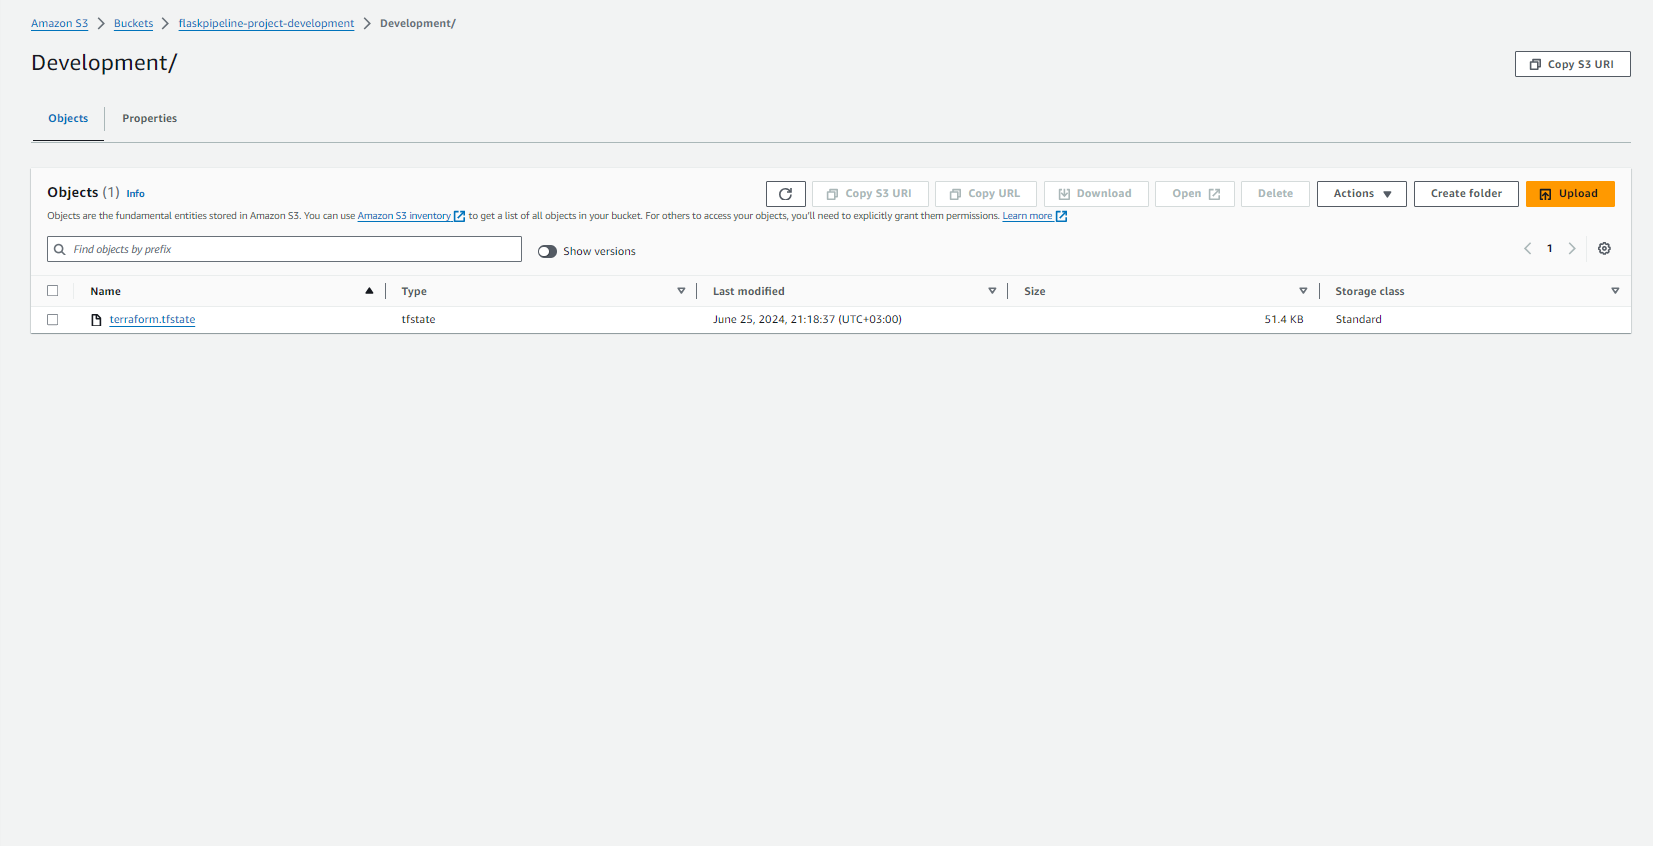 Amazon S3 > Buckets > flaskpipeline-project-development > Development/
Development/
Copy S3 URI
Objects Properties
Objects (1) Info
Copy S3 URI Copy URL Download Open Delete Actions Create folder Upload
Objects are the fundamental entities stored in Amazon S3. You can use Amazon S3 inventory to get a list of all objects in your bucket. For others to access your objects, you'll need to explicitly grant them permissions. Learn more
Find objects by prefix
Show versions
1
Name Type Last modified Size Storage class
terraform.tfstate tfstate June 25, 2024, 21:18:37 (UTC+03:00) 51.4 KB Standard